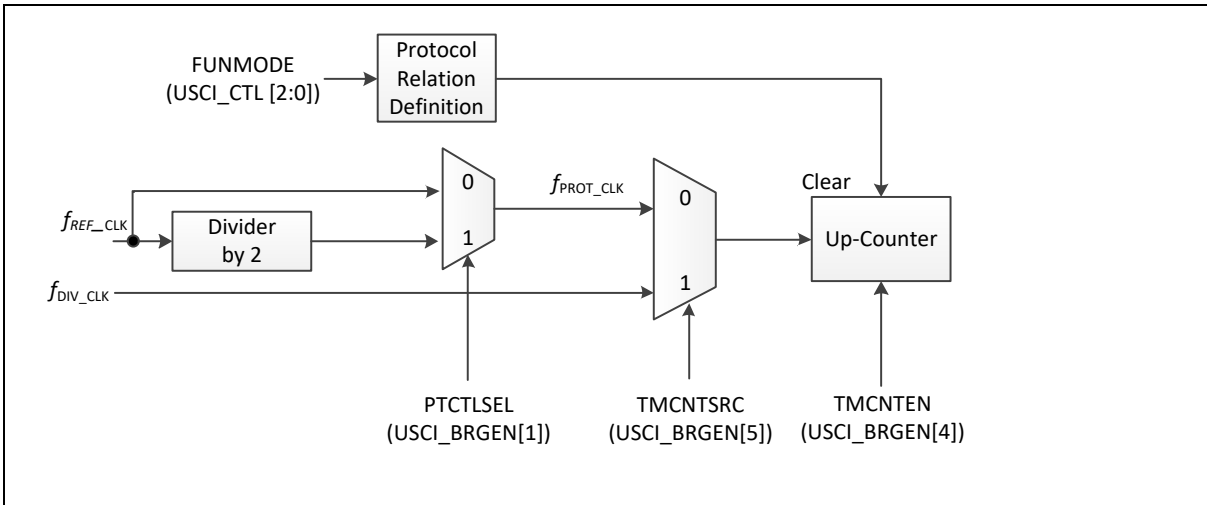 FUNMODE
(USCI_CTL [2:0])
Protocol
Relation
Definition
0
1
fPROT_CLK
0
1
Clear
Up-Counter
fREF_CLK
Divider
by 2
fDIV_CLK
PTCTLSEL
(USCI_BRGEN[1])
TMCNTSRC
(USCI_BRGEN[5])
TMCNTEN
(USCI_BRGEN[4])